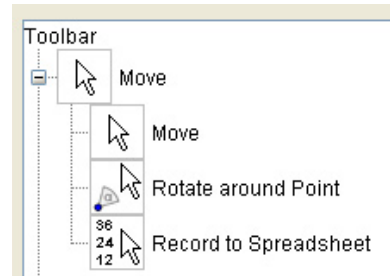 Toolbar
Move
Move
Rotate around Point
36
24
12
Record to Spreadsheet